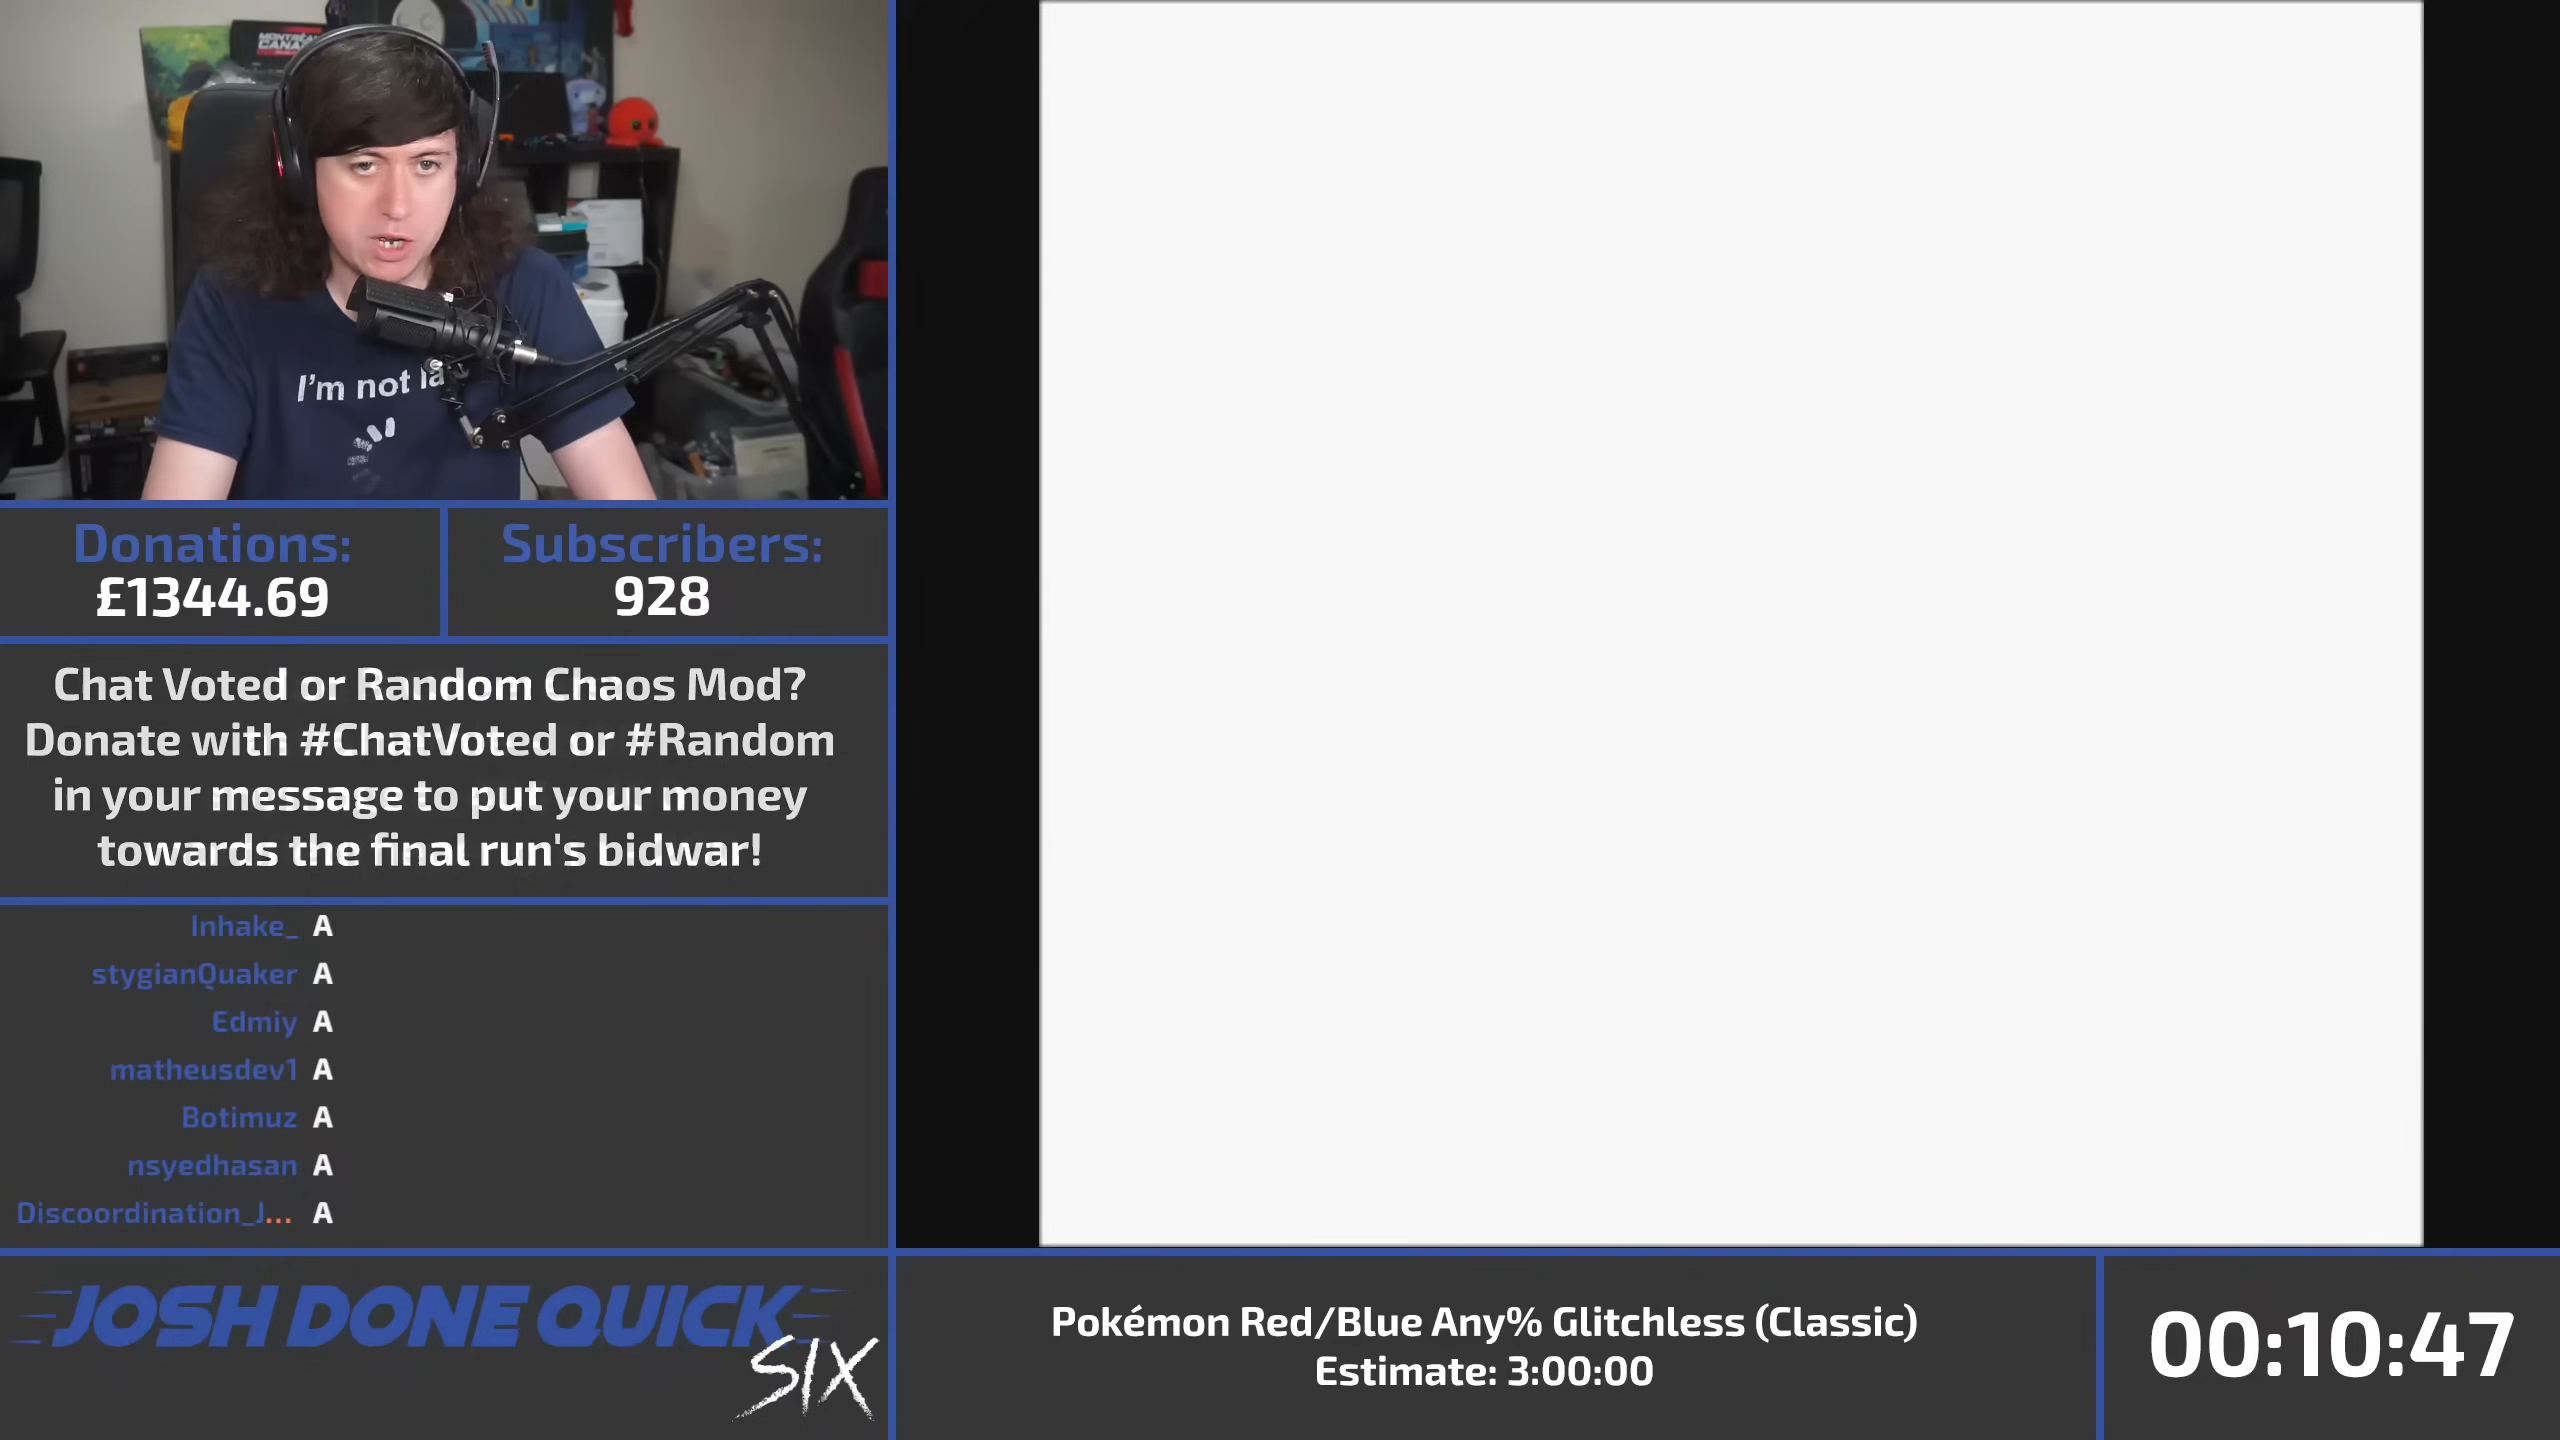 MONTRÉAL
I'm not la
Donations:
£1344.69
Subscribers:
928
Chat Voted or Random Chaos Mod?
Donate with #ChatVoted or #Random
in your message to put your money
towards the final run's bidwar!
Inhake_ A
stygianQuaker A
Edmiy A
matheusdev1 A
Botimuz A
nsyedhasan A
Discoordination_J... A
JOSH DONE QUICK
SIX
Pokémon Red/Blue Any% Glitchless (Classic)
Estimate: 3:00:00
00:10:47